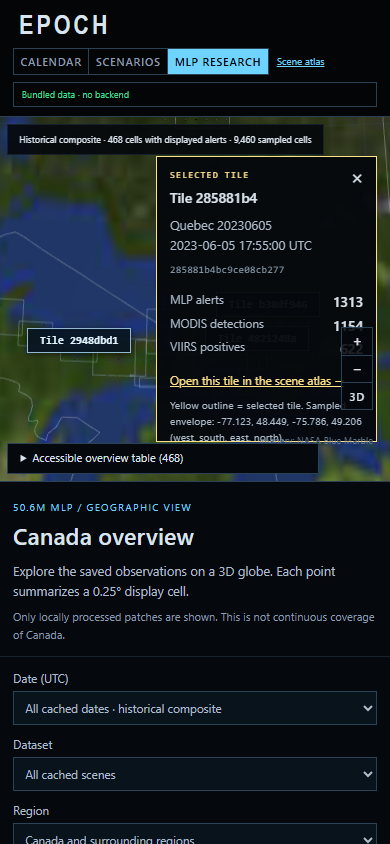 EPOCH
CALENDAR SCENARIOS MLP RESEARCH Scene atlas
Bundled data · no backend
Historical composite · 468 cells with displayed alerts · 9,460 sampled cells
SELECTED TILE ×
Tile 285881b4
Quebec 20230605
2023-06-05 17:55:00 UTC
285881b4bc9ce08cb277
MLP alerts 1313
MODIS detections 1154
VIIRS positives 622
Tile 2948dbd1
+
−
3D
Open this tile in the scene atlas
Yellow outline = selected tile. Sampled
envelope: -77.123, 48.449, -75.786, 49.206
(west, south, east, north)
NASA Blue Marble
▶ Accessible overview table (468)
50.6M MLP / GEOGRAPHIC VIEW
Canada overview
Explore the saved observations on a 3D globe. Each point
summarizes a 0.25° display cell.
Only locally processed patches are shown. This is not continuous coverage
of Canada.
Date (UTC)
All cached dates · historical composite
Dataset
All cached scenes
Region
Canada and surrounding regions